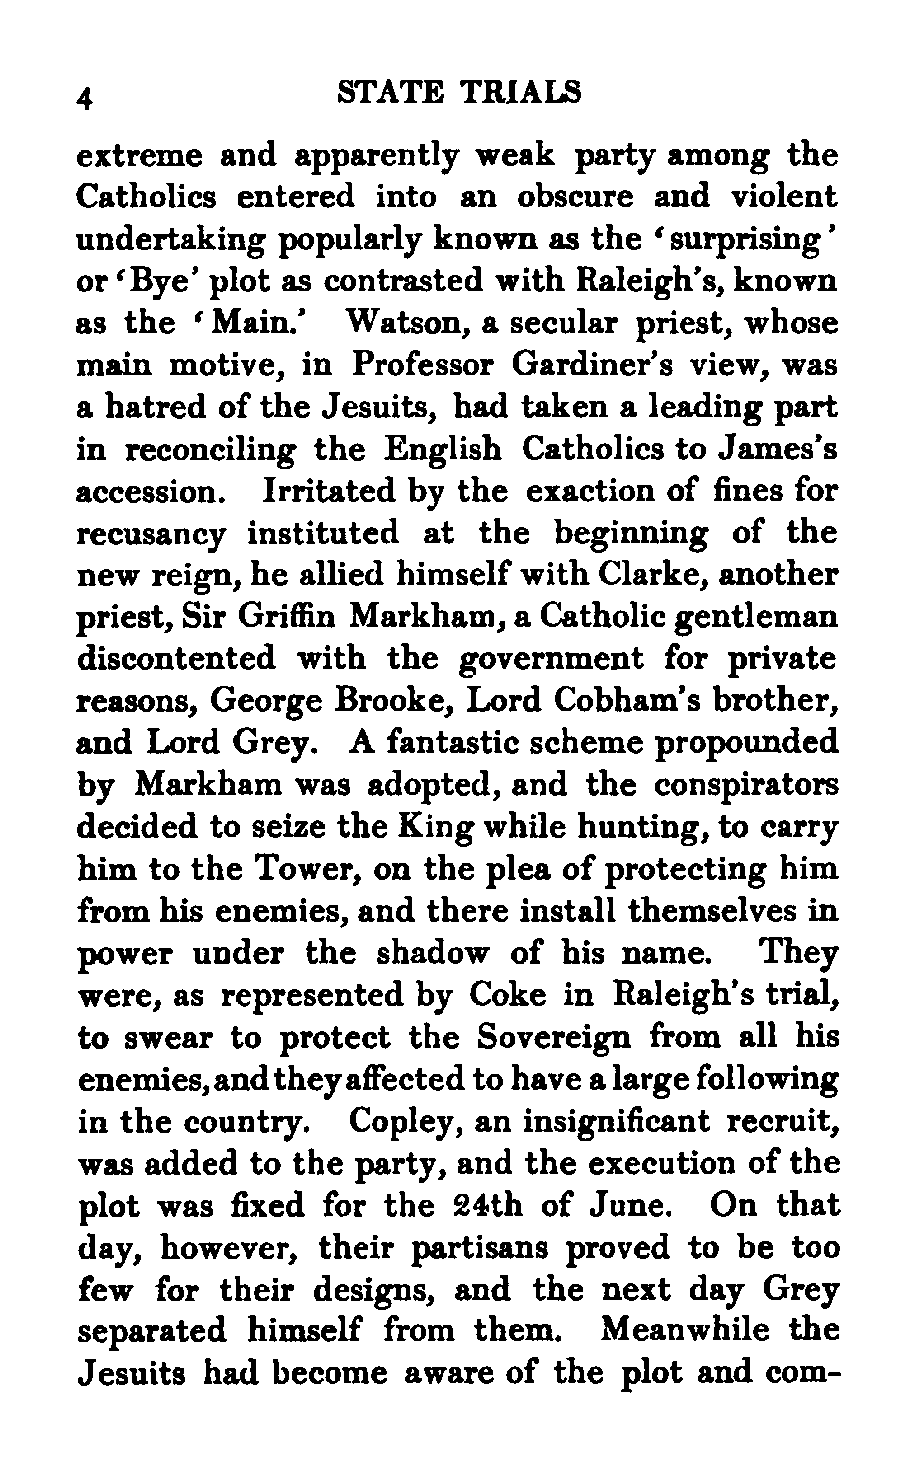 4 STATE TRIALS
extreme and apparently weak party among the
Catholics entered into an obscure and violent
undertaking popularly known as the ‘surprising’
or ‘Bye’ plot as contrasted with Raleigh's, known
as the ‘Main.’ Watson, a secular priest, whose
main motive, in Professor Gardiner's view, was
a hatred of the Jesuits, had taken a leading part
in reconciling the English Catholics to James's
accession. Irritated by the exaction of fines for
recusancy instituted at the beginning of the
new reign, he allied himself with Clarke, another
priest, Sir Griffin Markham, a Catholic gentleman
discontented with the government for private
reasons, George Brooke, Lord Cobham's brother,
and Lord Grey. A fantastic scheme propounded
by Markham was adopted, and the conspirators
decided to seize the King while hunting, to carry
him to the Tower, on the plea of protecting him
from his enemies, and there install themselves in
power under the shadow of his name. They
were, as represented by Coke in Raleigh's trial,
to swear to protect the Sovereign from all his
enemies, and they affected to have a large following
in the country. Copley, an insignificant recruit,
was added to the party, and the execution of the
plot was fixed for the 24th of June. On that
day, however, their partisans proved to be too
few for their designs, and the next day Grey
separated himself from them. Meanwhile the
Jesuits had become aware of the plot and com-